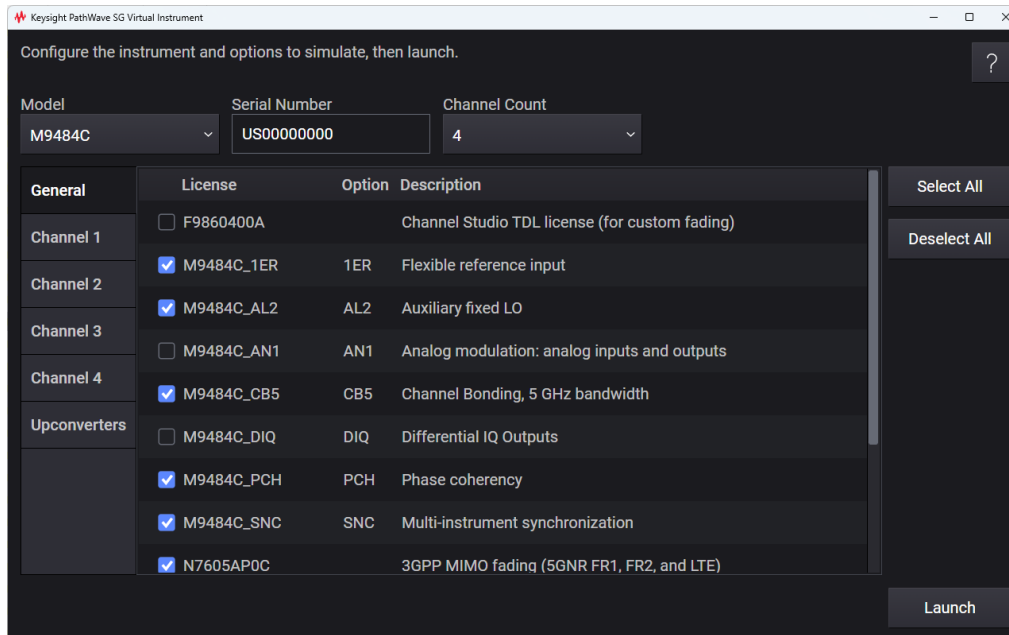 Keysight PathWave SG Virtual Instrument
Configure the instrument and options to simulate, then launch.
?
Model Serial Number Channel Count
M9484C US00000000 4
General
Channel 1
Channel 2
Channel 3
Channel 4
Upconverters
License Option Description
F9860400A Channel Studio TDL license (for custom fading)
M9484C_1ER 1ER Flexible reference input
M9484C_AL2 AL2 Auxiliary fixed LO
M9484C_AN1 AN1 Analog modulation: analog inputs and outputs
M9484C_CB5 CB5 Channel Bonding, 5 GHz bandwidth
M9484C_DIQ DIQ Differential IQ Outputs
M9484C_PCH PCH Phase coherency
M9484C_SNC SNC Multi-instrument synchronization
N7605AP0C 3GPP MIMO fading (5GNR FR1, FR2, and LTE)
Select All
Deselect All
Launch